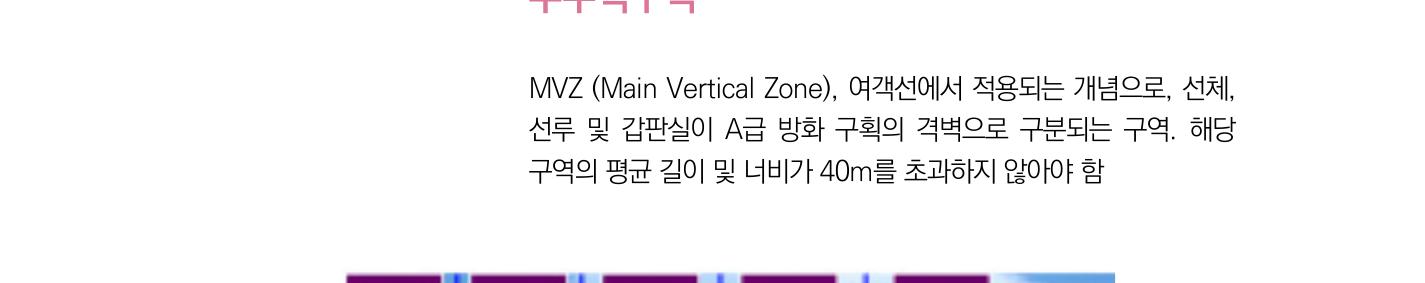 MVZ (Main Vertical Zone), 여객선에서 적용되는 개념으로, 선체,
선루 및 갑판실이 A급 방화 구획의 격벽으로 구분되는 구역. 해당
구역의 평균 길이 및 너비가 40m를 초과하지 않아야 함